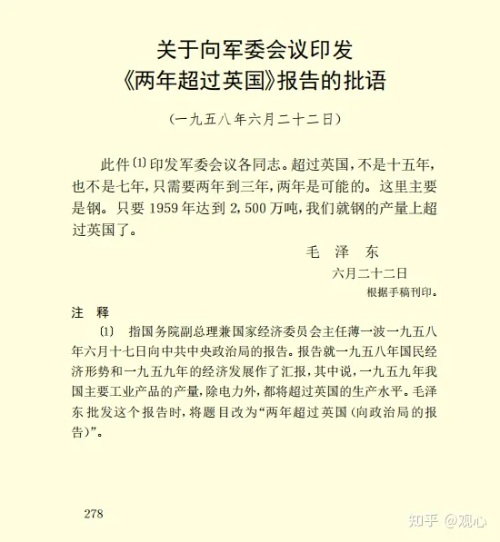 关于向军委会议印发
《两年超过英国》报告的批语
(一九五八年六月二十二日)
此件〔1〕印发军委会议各同志。超过英国,不是十五年,
也不是七年,只需要两年到三年,两年是可能的。这里主要
是钢。只要 1959 年达到 2,500 万吨,我们就钢的产量上超
过英国了。
毛 泽 东
六月二十二日
根据手稿刊印。
注 释
〔1〕 指国务院副总理兼国家经济委员会主任薄一波一九五八
年六月十七日向中共中央政治局的报告。报告就一九五八年国民经
济形势和一九五九年的经济发展作了汇报,其中说,一九五九年我
国主要工业产品的产量,除电力外,都将超过英国的生产水平。毛泽
东批发这个报告时,将题目改为“两年超过英国(向政治局的报
告)”。
278
知乎 @观心